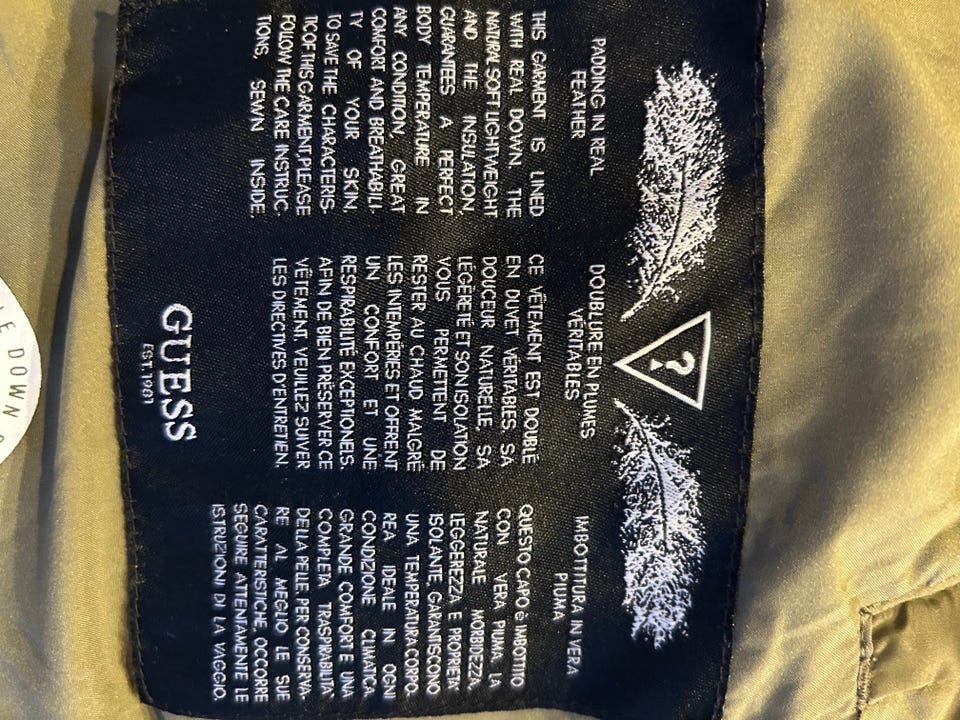 ?
PADDING IN REAL
FEATHER
THIS GARMENT IS LINED
WITH REAL DOWN. THE
NATURAL SOFT LIGHTWEIGHT
AND THE INSULATION,
GUARANTEES A PERFECT
BODY TEMPERATURE IN
ANY CONDITION, GREAT
COMFORT AND BREATHABILI-
TY OF YOUR SKIN,
TO SAVE THE CHARACTERIS-
TIC OF THIS GARMENT, PLEASE
FOLLOW THE CARE INSTRUC-
TIONS, SEWN INSIDE.
DOUBLURE EN PLUMES
VÉRITABLES
CE VÊTEMENT EST DOUBLÉ
EN DUVET VÉRITABLES. SA
DOUCEUR NATURELLE, SA
LÉGÈRETÉ ET SON ISOLATION
VOUS PERMETTENT DE
RESTER AU CHAUD MALGRÉ
LES INTEMPÉRIES ET OFFRENT
UN CONFORT ET UNE
RESPIRABILITÉ EXCEPTIONELS.
AFIN DE BIEN PRÉSERVER CE
VÊTEMENT, VEUILLEZ SUIVER
LES DIRECTIVES D'ENTRETIEN.
IMBOTTITURA IN VERA
PIUMA
QUESTO CAPO è IMBOTTITO
CON VERA PIUMA. LA
NATURALE MORBIDEZZA,
LEGGEREZZA E PROPRIETA'
ISOLANTE, GARANTISCONO
UNA TEMPERATURA CORPO-
REA IDEALE IN OGNI
CONDIZIONE CLIMATICA
GRANDE COMFORT E UNA
COMPLETA TRASPIRABILITA'
DELLA PELLE. PER CONSERVA-
RE AL MEGLIO LE SUE
CARATTERISTICHE, OCCORRE
SEGUIRE ATTENTAMENTE LE
ISTRUZIONI DI LA VAGGIO.
GUESS
EST. 1981
DOWN